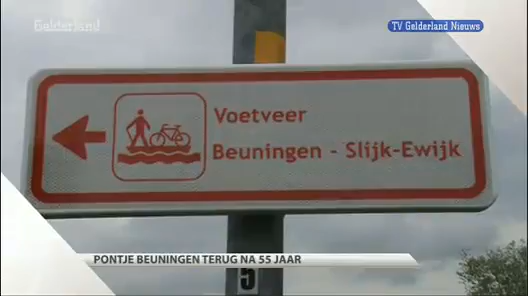 Gelderland
TV Gelderland Nieuws
Voetveer
Beuningen - Slijk-Ewijk
PONTJE BEUNINGEN TERUG NA 55 JAAR
5